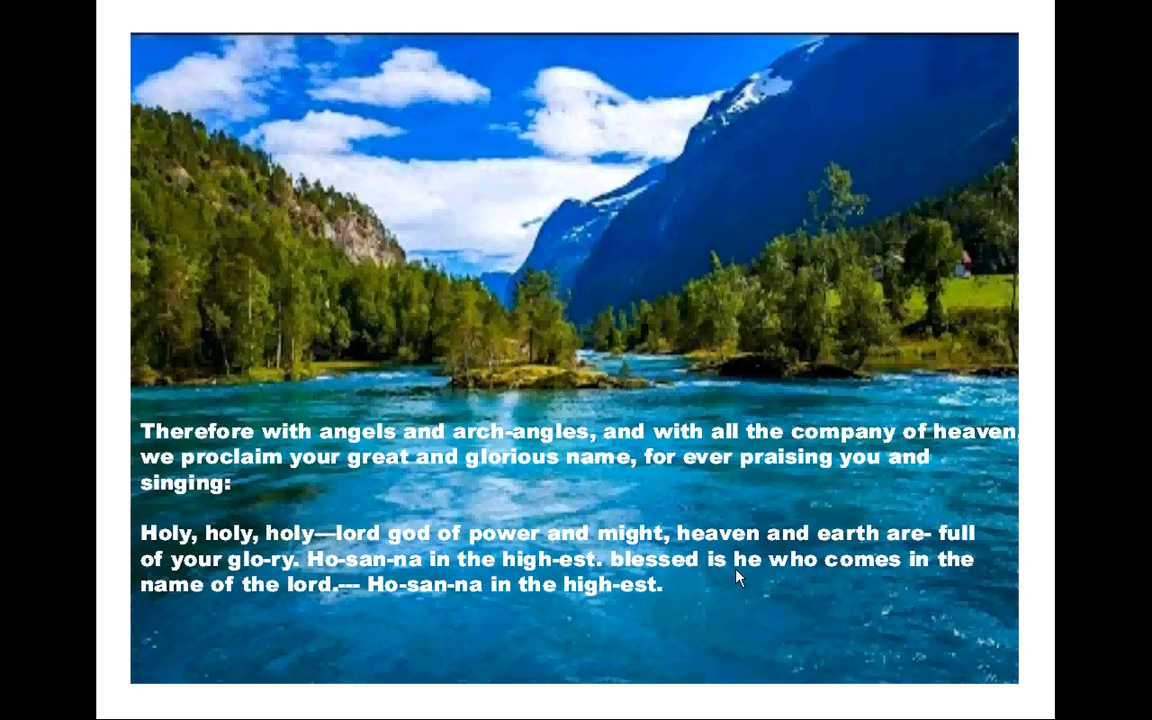 Therefore with angels and arch-angles, and with all the company of heaven,
we proclaim your great and glorious name, for ever praising you and
singing:
Holy, holy, holy—lord god of power and might, heaven and earth are- full
of your glo-ry. Ho-san-na in the high-est. blessed is he who comes in the
name of the lord.--- Ho-san-na in the high-est.